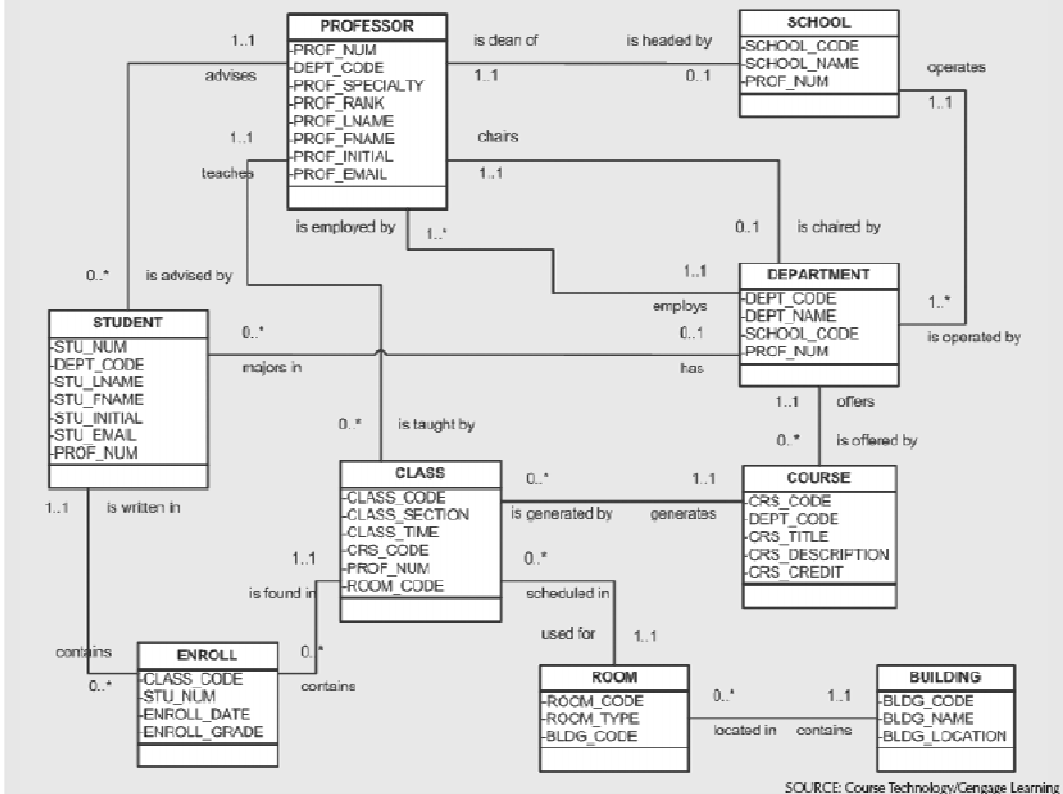 PROFESSOR
-PROF_NUM
-DEPT_CODE
-PROF_SPECIALTY
-PROF_RANK
-PROF_LNAME
-PROF_FNAME
-PROF_INITIAL
-PROF_EMAIL
1..1
advises
1..1
teaches
is dean of
1..1
is headed by
0..1
SCHOOL
-SCHOOL_CODE
-SCHOOL_NAME
-PROF_NUM
operates
1..1
chairs
1..1
is employed by
1..*
0..1
is chaired by
1..1
employs
0..1
has
DEPARTMENT
-DEPT_CODE
-DEPT_NAME
-SCHOOL_CODE
-PROF_NUM
1..*
is operated by
0..*
is advised by
STUDENT
-STU_NUM
-DEPT_CODE
-STU_LNAME
-STU_FNAME
-STU_INITIAL
-STU_EMAIL
-PROF_NUM
0..*
majors in
0..*
is taught by
1..1
offers
0..*
is offered by
1..1
is written in
CLASS
-CLASS_CODE
-CLASS_SECTION
-CLASS_TIME
-CRS_CODE
-PROF_NUM
-ROOM_CODE
0..*
is generated by
1..1
generates
COURSE
-CRS_CODE
-DEPT_CODE
-CRS_TITLE
-CRS_DESCRIPTION
-CRS_CREDIT
1..1
is found in
0..*
scheduled in
used for
1..1
contains
0..*
ENROLL
-CLASS_CODE
-STU_NUM
-ENROLL_DATE
-ENROLL_GRADE
0..*
contains
ROOM
-ROOM_CODE
-ROOM_TYPE
-BLDG_CODE
0..*
located in
1..1
contains
BUILDING
-BLDG_CODE
-BLDG_NAME
-BLDG_LOCATION
SOURCE: Course Technology/Cengage Learning